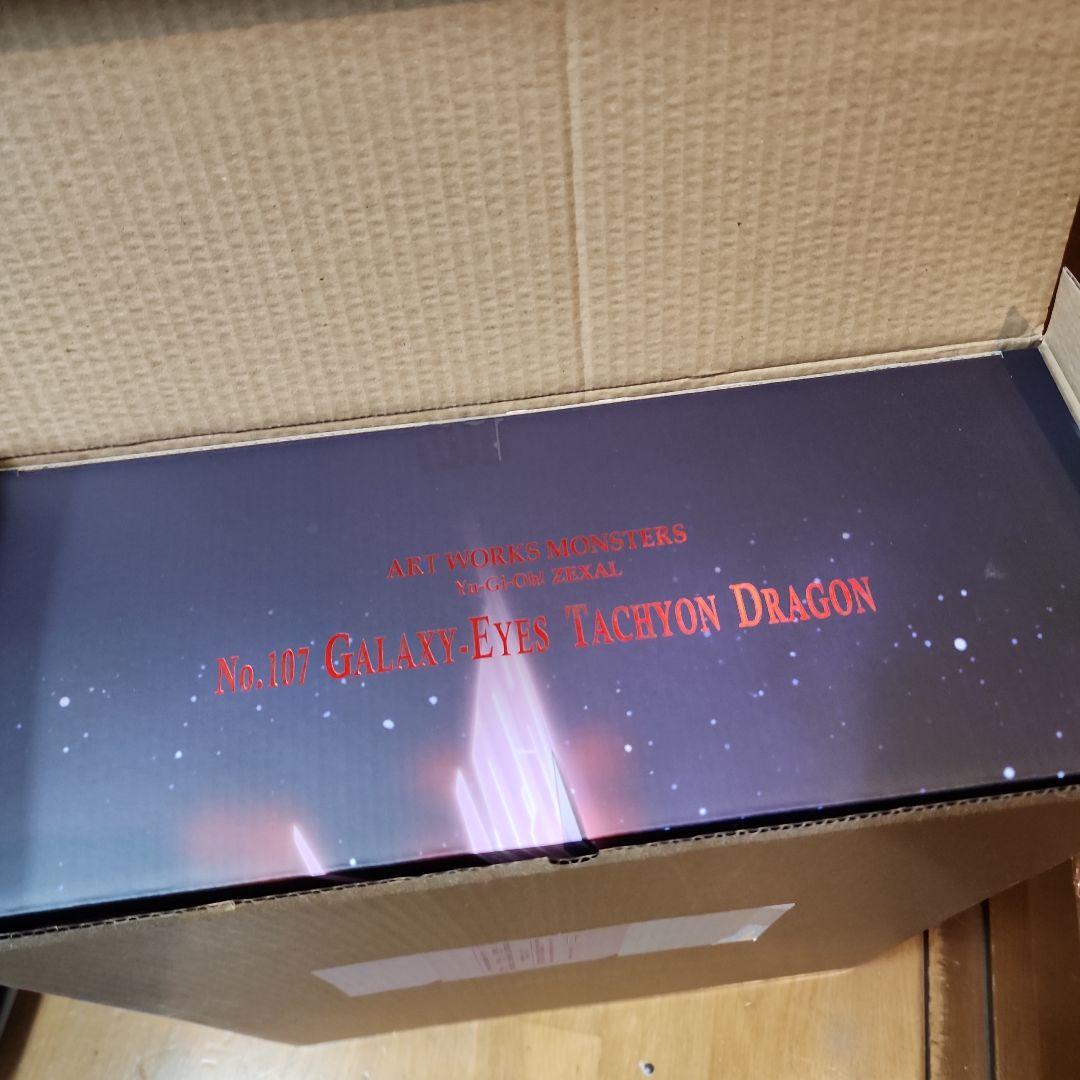 ART WORKS MONSTERS
Yu-Gi-Oh! ZEXAL
No.107 GALAXY-EYES TACHYON DRAGON